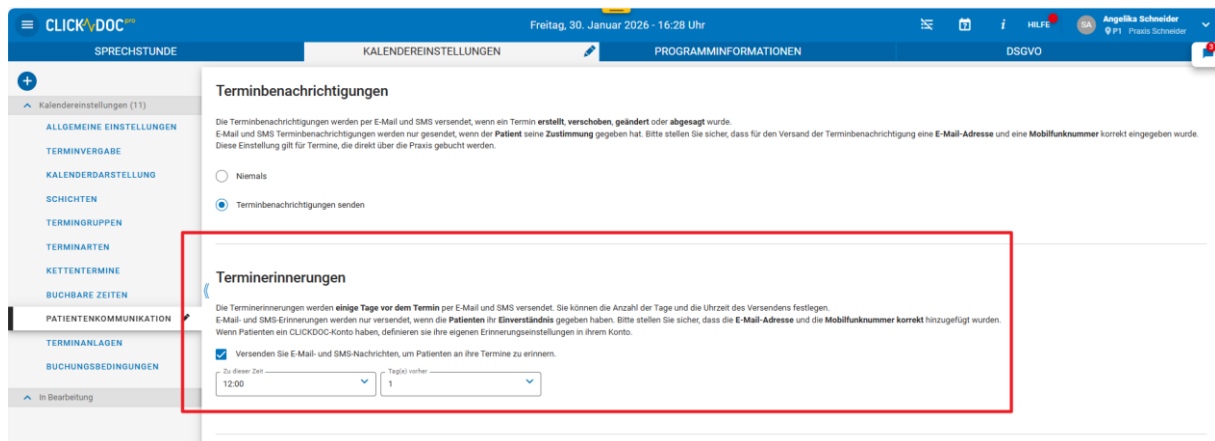 CLICKDOC pro
Freitag, 30. Januar 2026 - 16:28 Uhr
7
i
HILFE
SA
Angelika Schneider
P1 Praxis Schneider
SPRECHSTUNDE
KALENDEREINSTELLUNGEN
PROGRAMMINFORMATIONEN
DSGVO
3
Kalendereinstellungen (11)
ALLGEMEINE EINSTELLUNGEN
TERMINVERGABE
KALENDERDARSTELLUNG
SCHICHTEN
TERMINGRUPPEN
TERMINARTEN
KETTENTERMINE
BUCHBARE ZEITEN
PATIENTENKOMMUNIKATION
TERMINANLAGEN
BUCHUNGSBEDINGUNGEN
In Bearbeitung
Terminbenachrichtigungen
Die Terminbenachrichtigungen werden per E-Mail und SMS versendet, wenn ein Termin erstellt, verschoben, geändert oder abgesagt wurde.
E-Mail und SMS Terminbenachrichtigungen werden nur gesendet, wenn der Patient seine Zustimmung gegeben hat. Bitte stellen Sie sicher, dass für den Versand der Terminbenachrichtigung eine E-Mail-Adresse und eine Mobilfunknummer korrekt eingegeben wurde.
Diese Einstellung gilt für Termine, die direkt über die Praxis gebucht werden.
Niemals
Terminbenachrichtigungen senden
Terminerinnerungen
Die Terminerinnerungen werden einige Tage vor dem Termin per E-Mail und SMS versendet. Sie können die Anzahl der Tage und die Uhrzeit des Versendens festlegen.
E-Mail- und SMS-Erinnerungen werden nur versendet, wenn die Patienten ihr Einverständnis gegeben haben. Bitte stellen Sie sicher, dass die E-Mail-Adresse und die Mobilfunknummer korrekt hinzugefügt wurden.
Wenn Patienten ein CLICKDOC-Konto haben, definieren sie ihre eigenen Erinnerungseinstellungen in ihrem Konto.
Versenden Sie E-Mail- und SMS-Nachrichten, um Patienten an ihre Termine zu erinnern.
Zu dieser Zeit
12:00
Tag(e) vorher
1